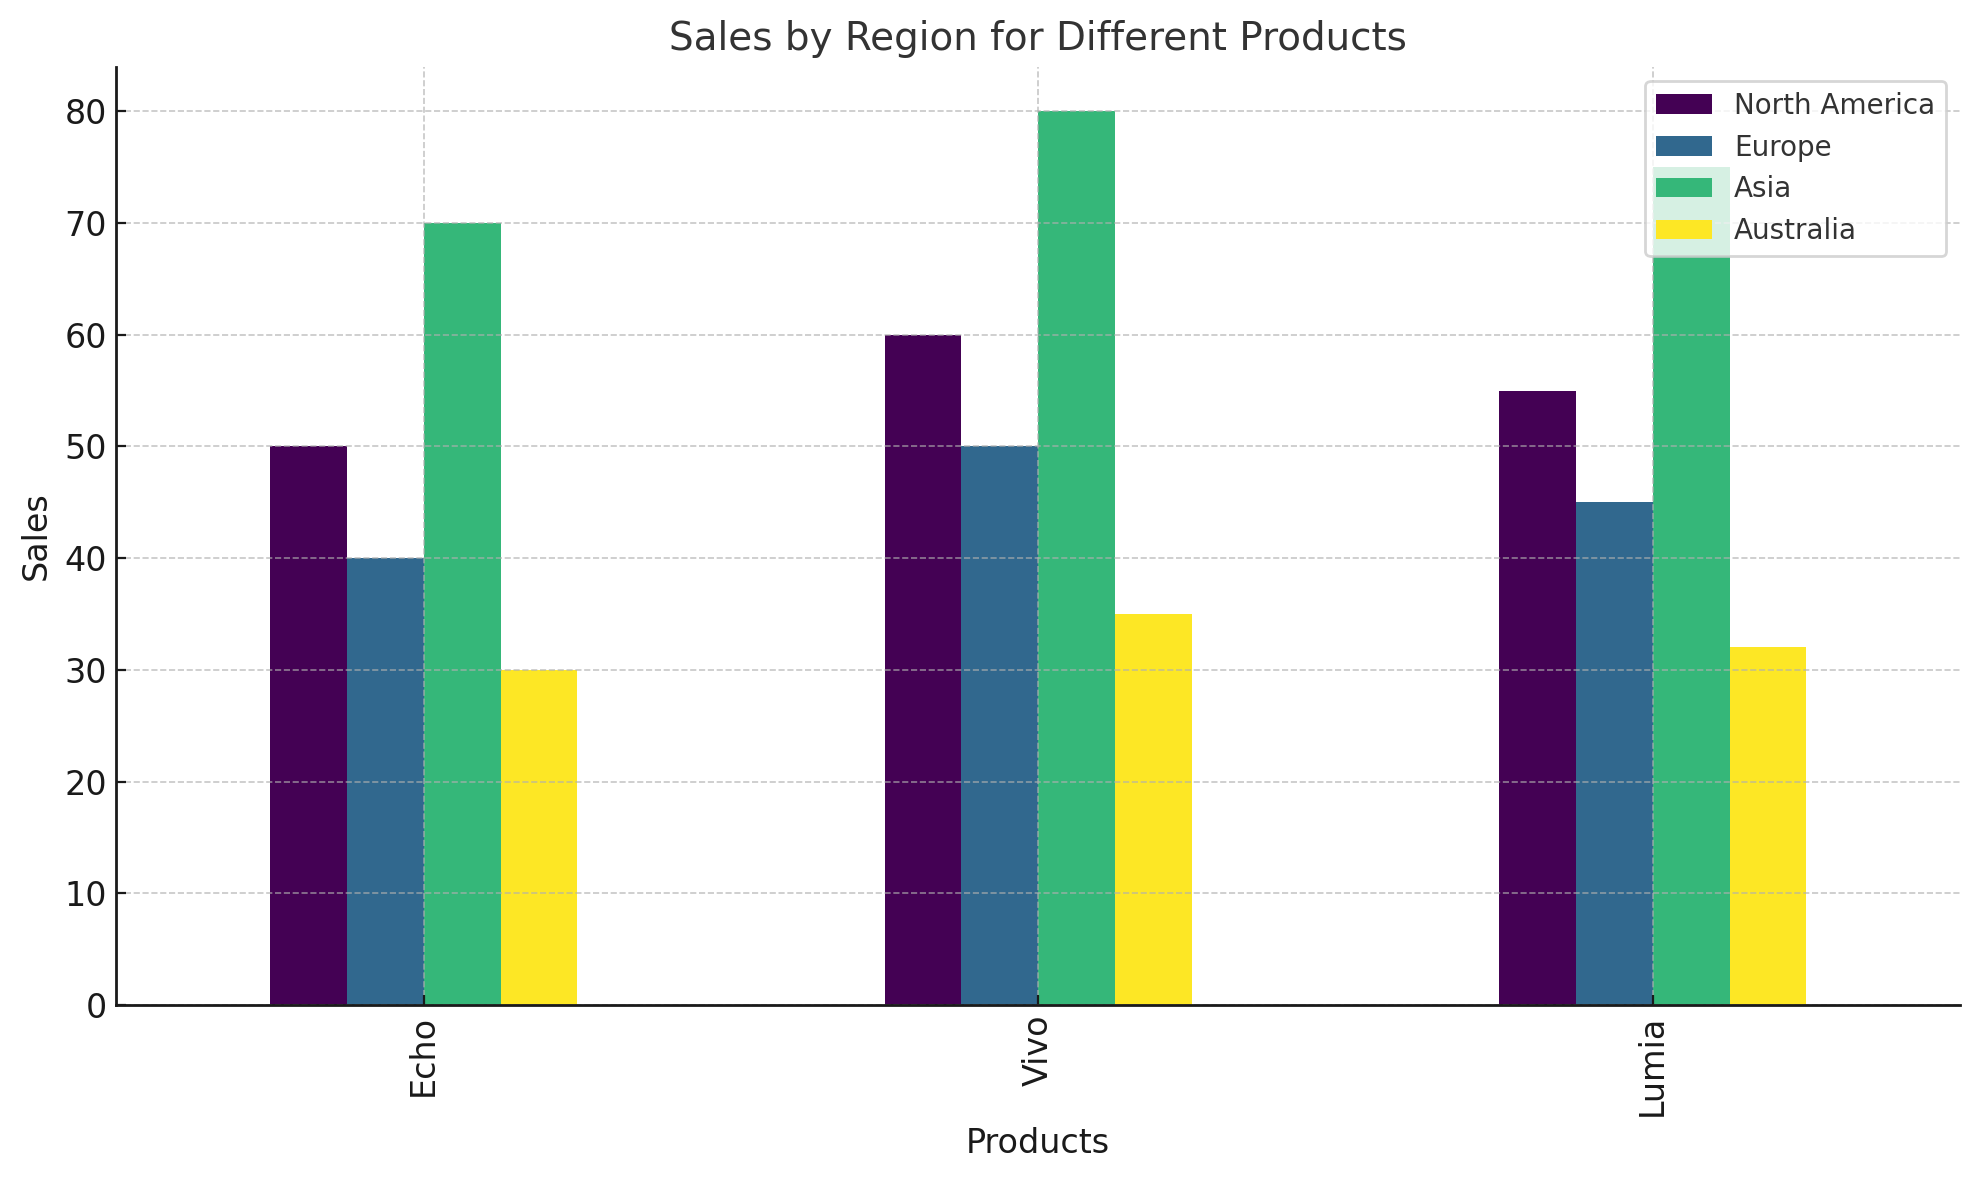 Sales by Region for Different Products
North America
Europe
Asia
Australia
80
70
60
50
40
30
20
10
0
Sales
Echo
Vivo
Lumia
Products